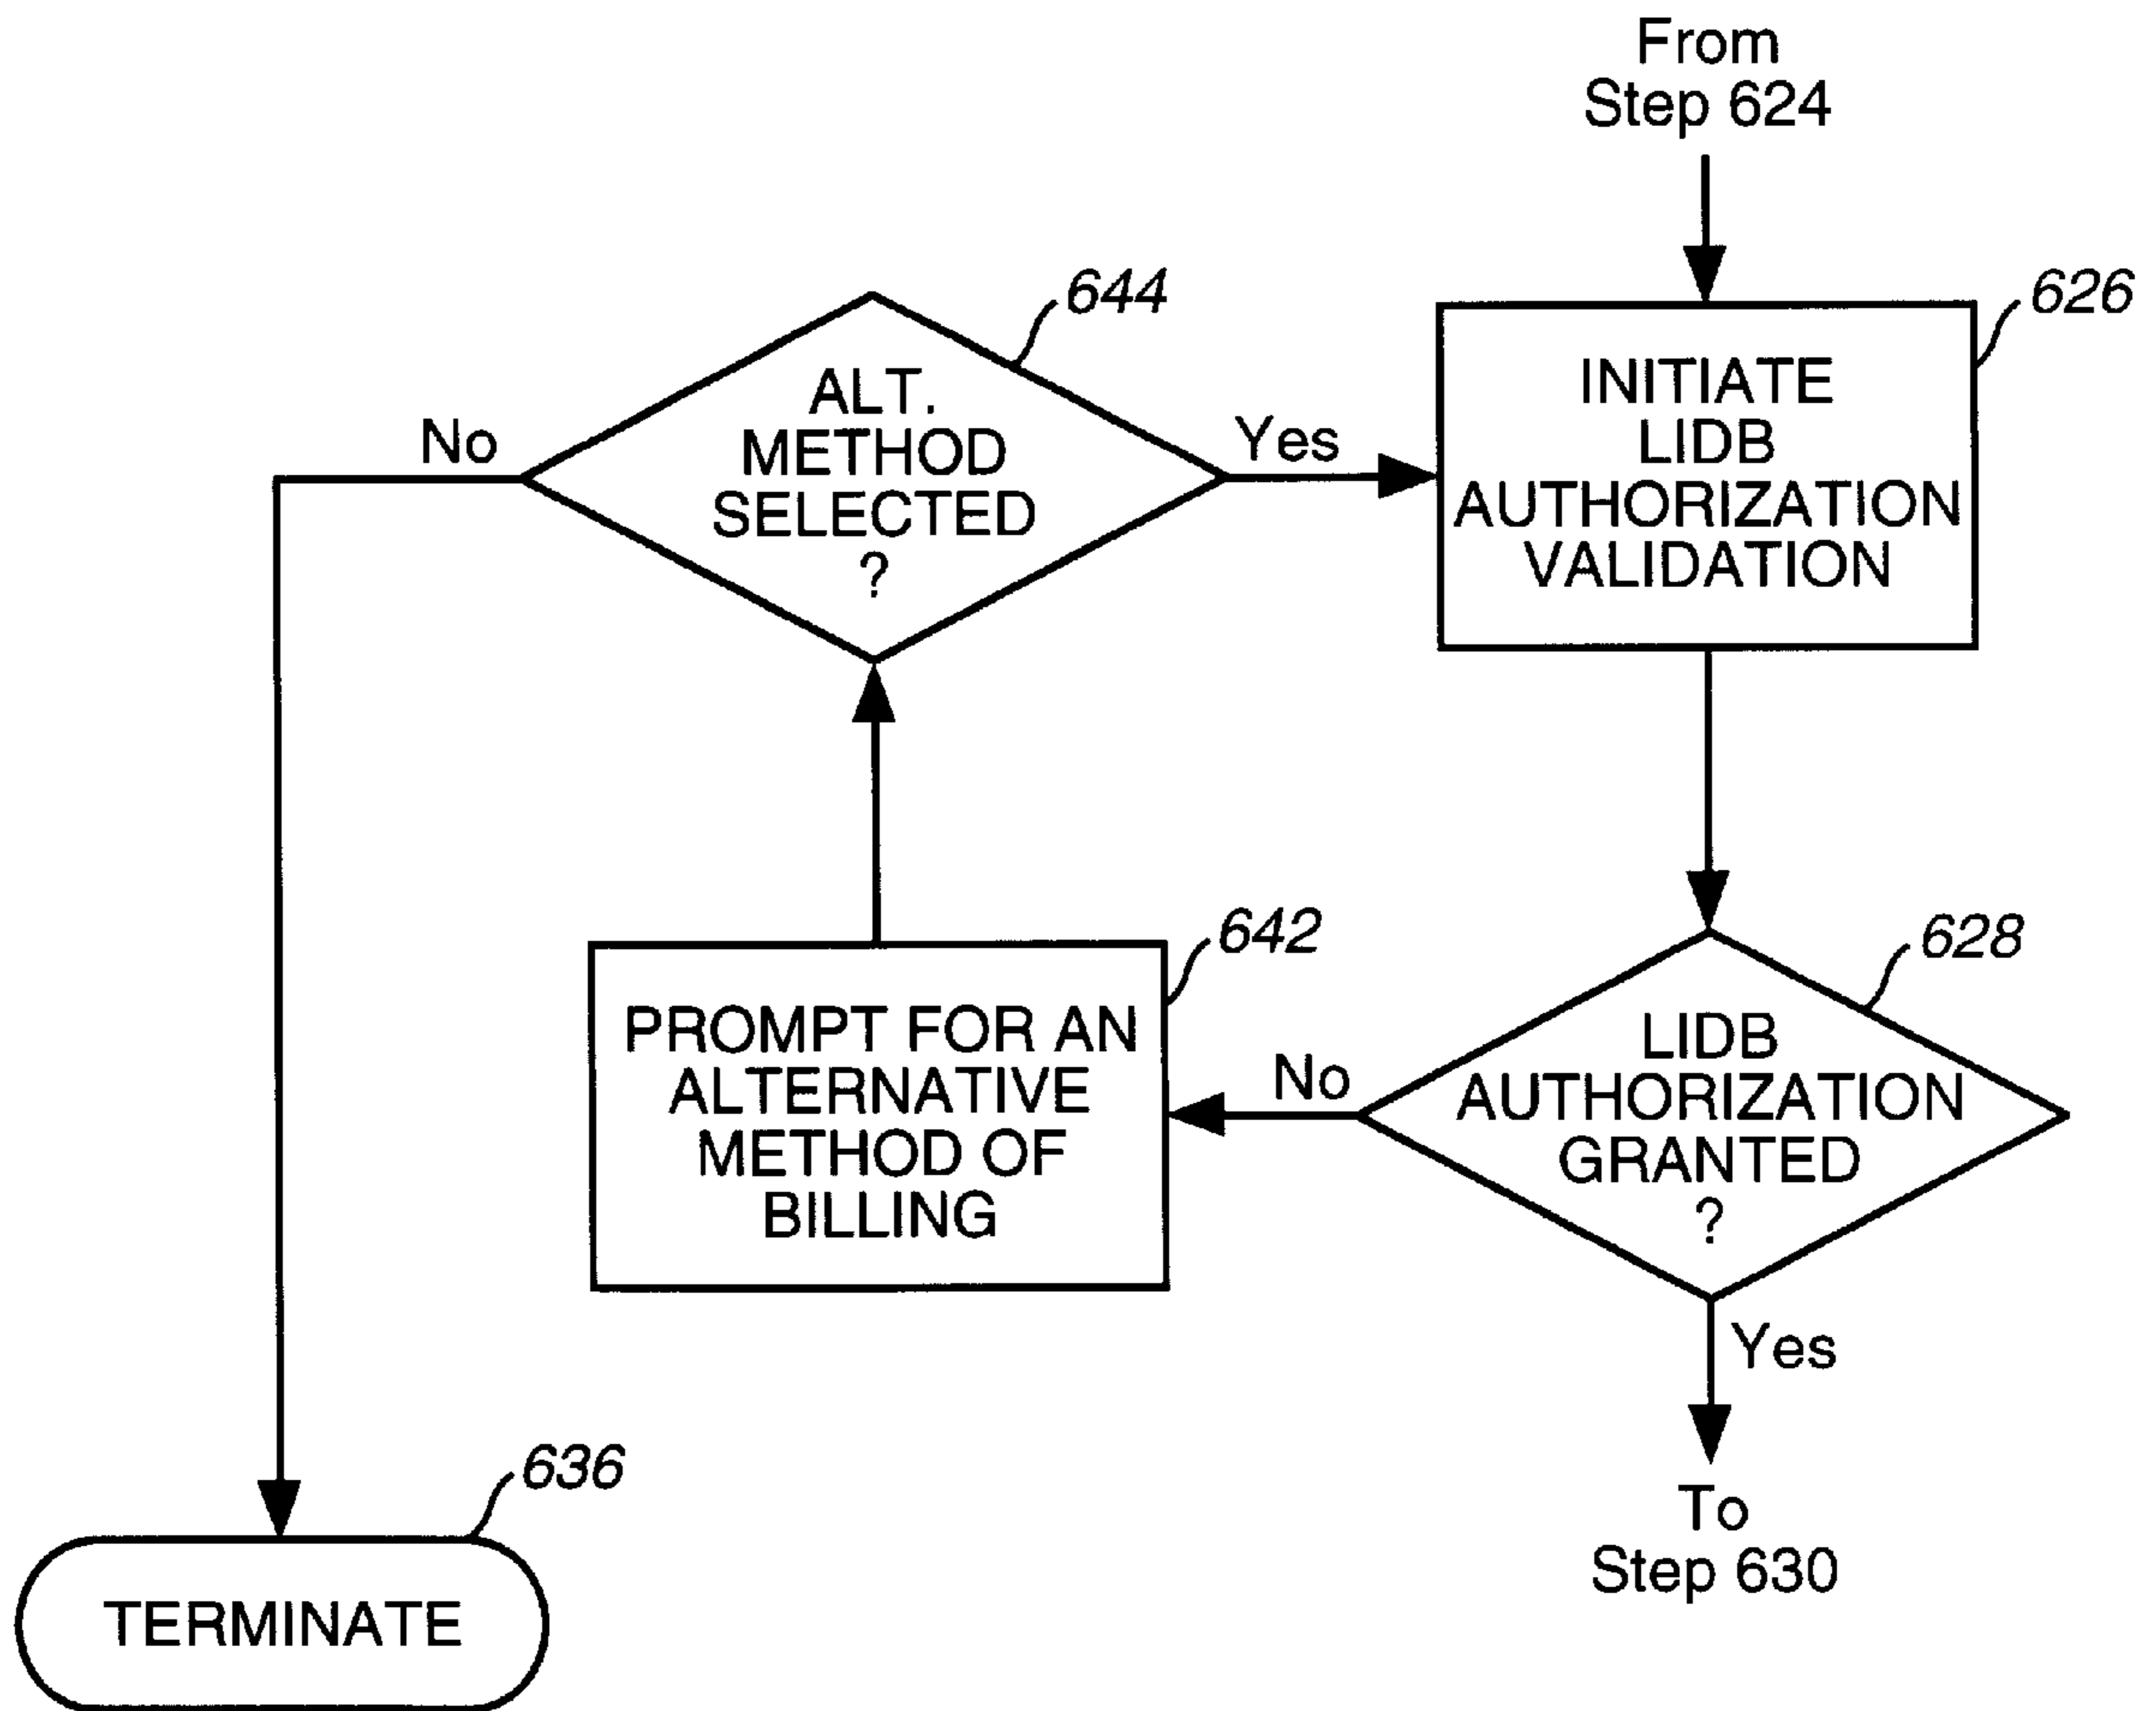 From
Step 624
644
626
ALT.
METHOD
SELECTED
?
No
Yes
INITIATE
LIDB
AUTHORIZATION
VALIDATION
642
628
PROMPT FOR AN
ALTERNATIVE
METHOD OF
BILLING
No
LIDB
AUTHORIZATION
GRANTED
?
Yes
636
TERMINATE
To
Step 630